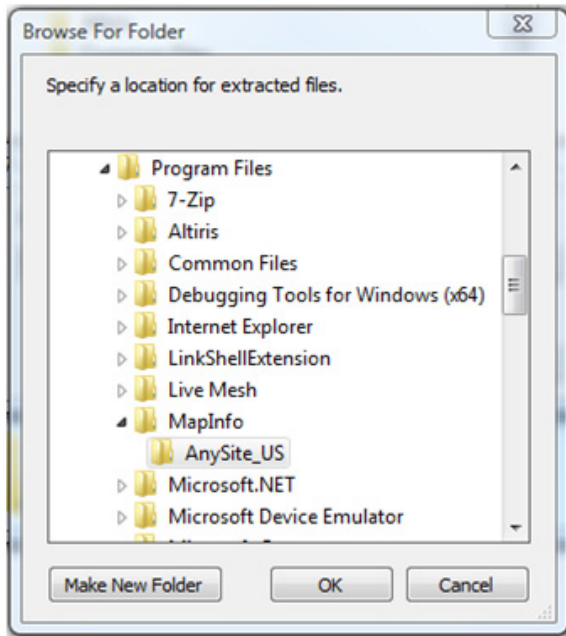 Browse For Folder
Specify a location for extracted files.
Program Files
7-Zip
Altiris
Common Files
Debugging Tools for Windows (x64)
Internet Explorer
LinkShellExtension
Live Mesh
MapInfo
AnySite_US
Microsoft.NET
Microsoft Device Emulator
Make New Folder
OK
Cancel